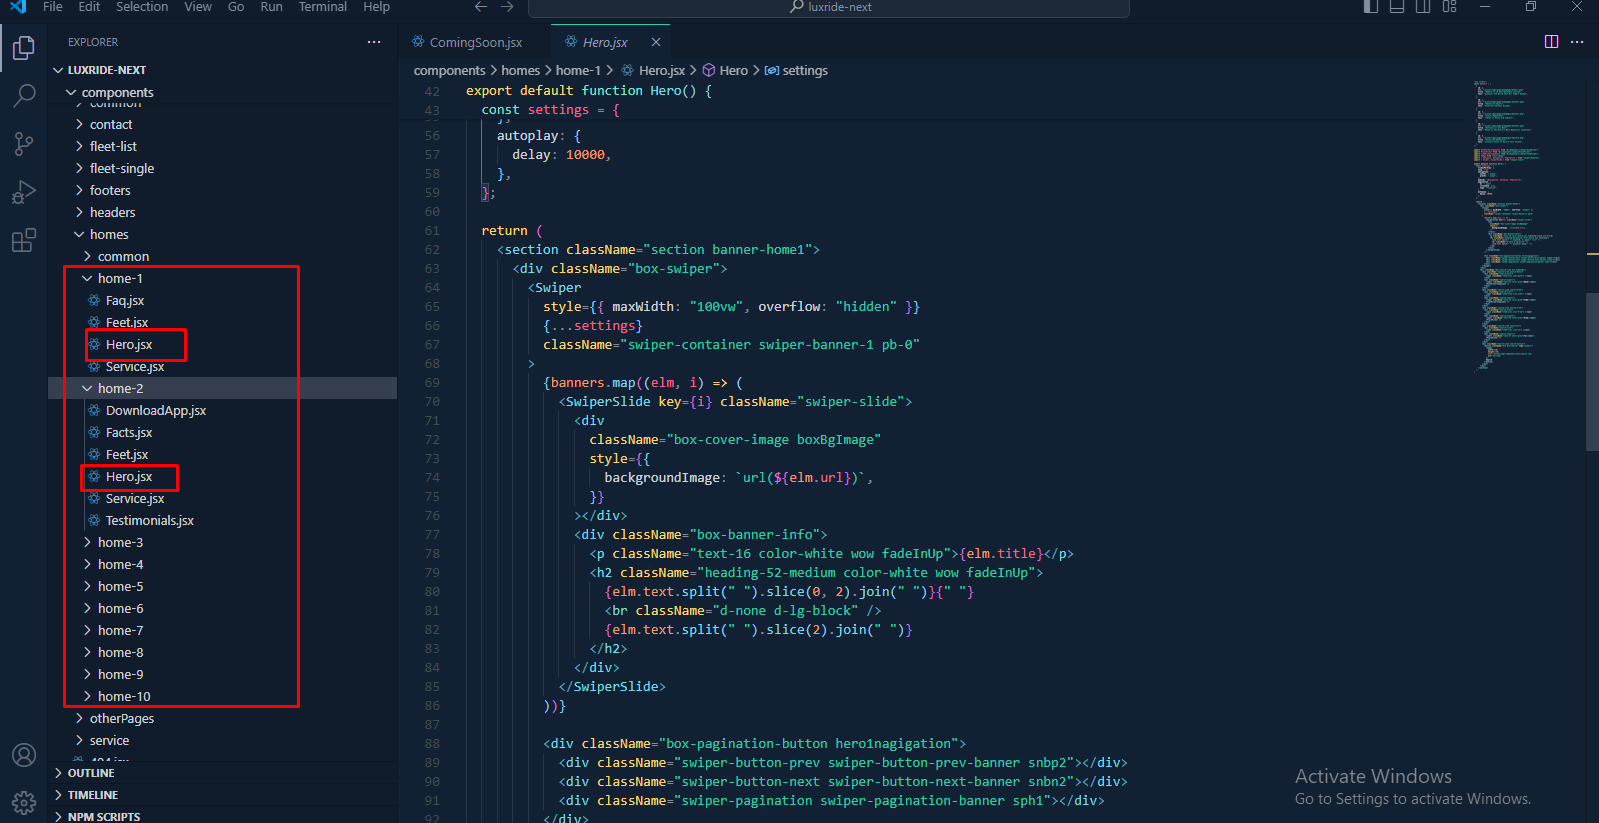 File Edit Selection View Go Run Terminal Help
luxride-next
EXPLORER
LUXRIDE-NEXT
components
common
contact
fleet-list
fleet-single
footers
headers
homes
common
home-1
Faq.jsx
Feet.jsx
Hero.jsx
Service.jsx
home-2
DownloadApp.jsx
Facts.jsx
Feet.jsx
Hero.jsx
Service.jsx
Testimonials.jsx
home-3
home-4
home-5
home-6
home-7
home-8
home-9
home-10
otherPages
service
OUTLINE
TIMELINE
NPM SCRIPTS
ComingSoon.jsx
Hero.jsx
components > homes > home-1 > Hero.jsx > Hero > settings
42 export default function Hero() {
43 const settings = {
56 autoplay: {
57 delay: 10000,
58 },
59 };
60
61 return (
62 <section className="section banner-home1">
63 <div className="box-swiper">
64 <Swiper
65 style={{ maxWidth: "100vw", overflow: "hidden" }}
66 {...settings}
67 className="swiper-container swiper-banner-1 pb-0"
68 >
69 {banners.map((elm, i) => (
70 <SwiperSlide key={i} className="swiper-slide">
71 <div
72 className="box-cover-image boxBgImage"
73 style={{
74 backgroundImage: `url(${elm.url})`,
75 }}
76 ></div>
77 <div className="box-banner-info">
78 <p className="text-16 color-white wow fadeInUp">{elm.title}</p>
79 <h2 className="heading-52-medium color-white wow fadeInUp">
80 {elm.text.split(" ").slice(0, 2).join(" ")}{" "}
81 <br className="d-none d-lg-block" />
82 {elm.text.split(" ").slice(2).join(" ")}
83 </h2>
84 </div>
85 </SwiperSlide>
86 ))}
87
88 <div className="box-pagination-button hero1nagigation">
89 <div className="swiper-button-prev swiper-button-prev-banner snbp2"></div>
90 <div className="swiper-button-next swiper-button-next-banner snbn2"></div>
91 <div className="swiper-pagination swiper-pagination-banner sph1"></div>
92 </div>
Activate Windows
Go to Settings to activate Windows.